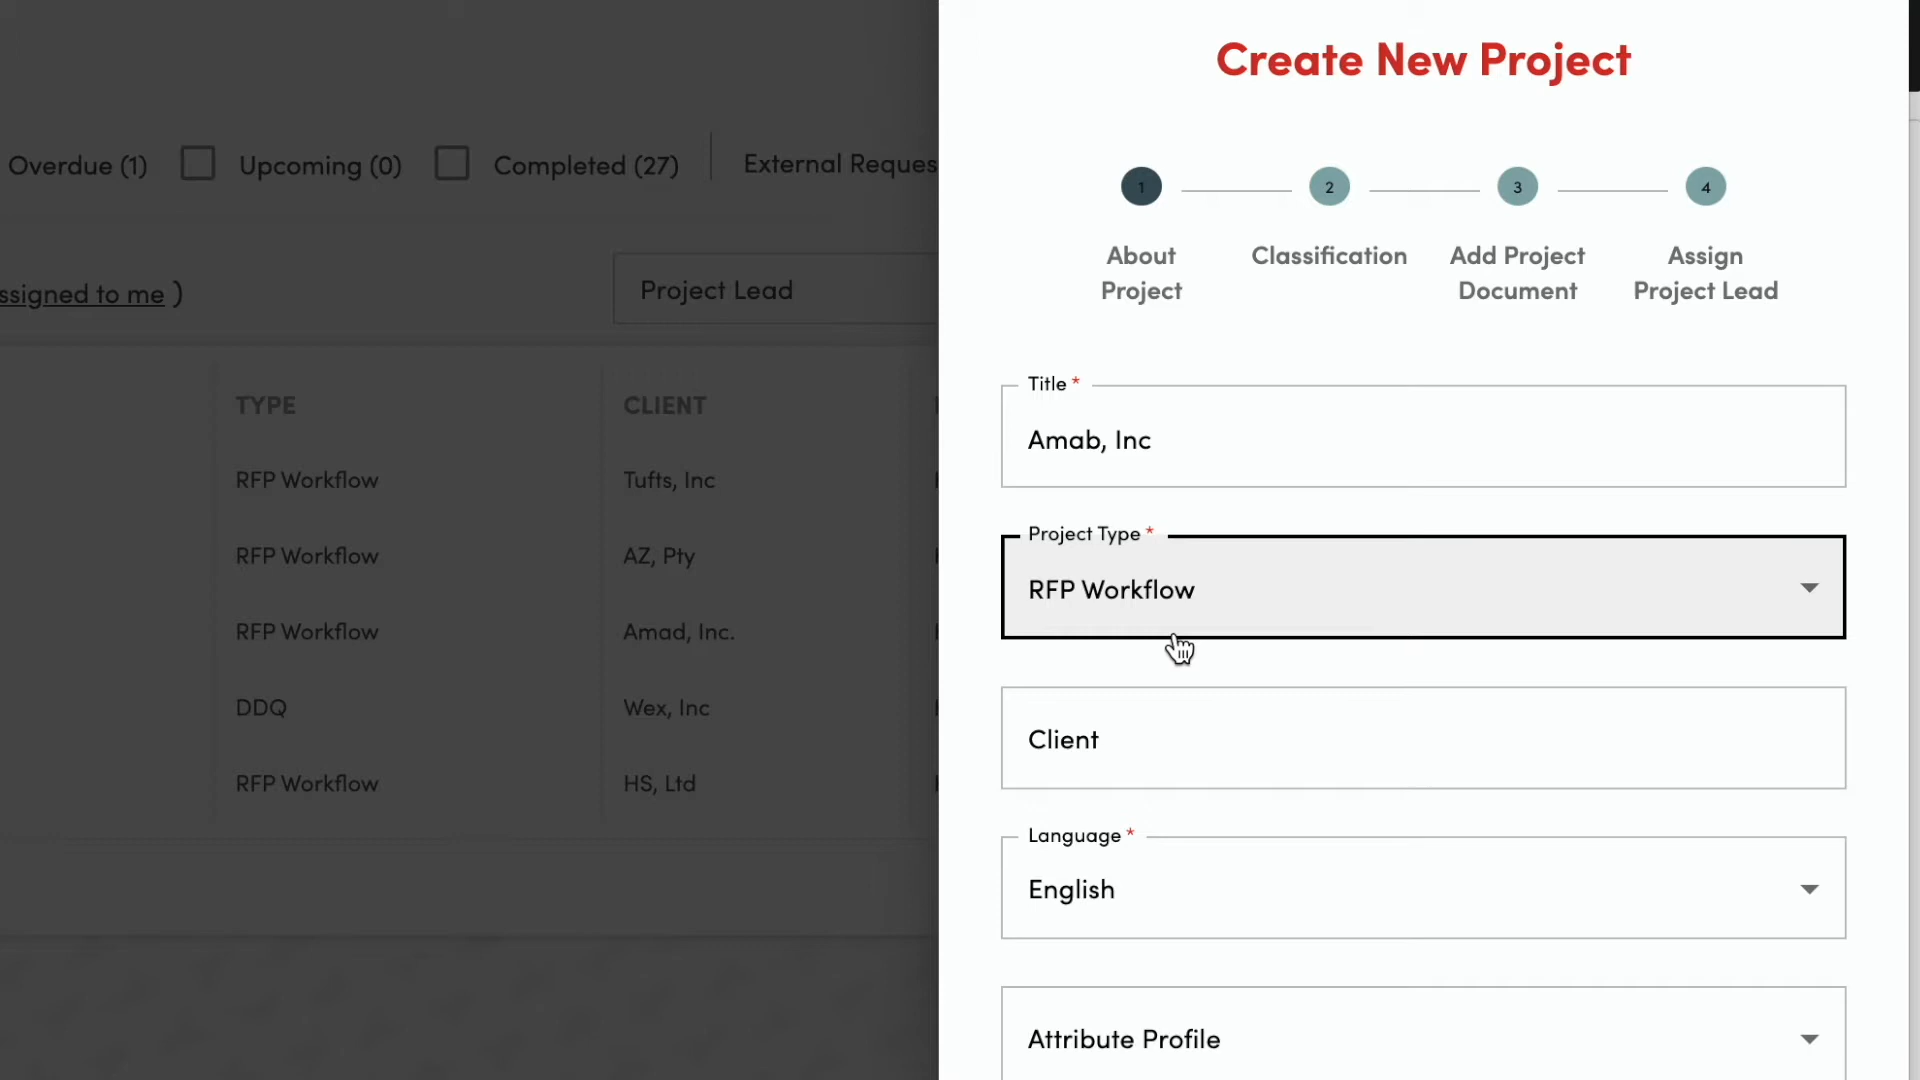 Create New Project
Overdue (1) Upcoming (0) Completed (27) External Reques
1 2 3 4
About Project
Classification
Add Project Document
Assign Project Lead
ssigned to me )
Project Lead
TYPE CLIENT
RFP Workflow Tufts, Inc
RFP Workflow AZ, Pty
RFP Workflow Amad, Inc.
DDQ Wex, Inc
RFP Workflow HS, Ltd
Title *
Amab, Inc
Project Type *
RFP Workflow
Client
Language *
English
Attribute Profile